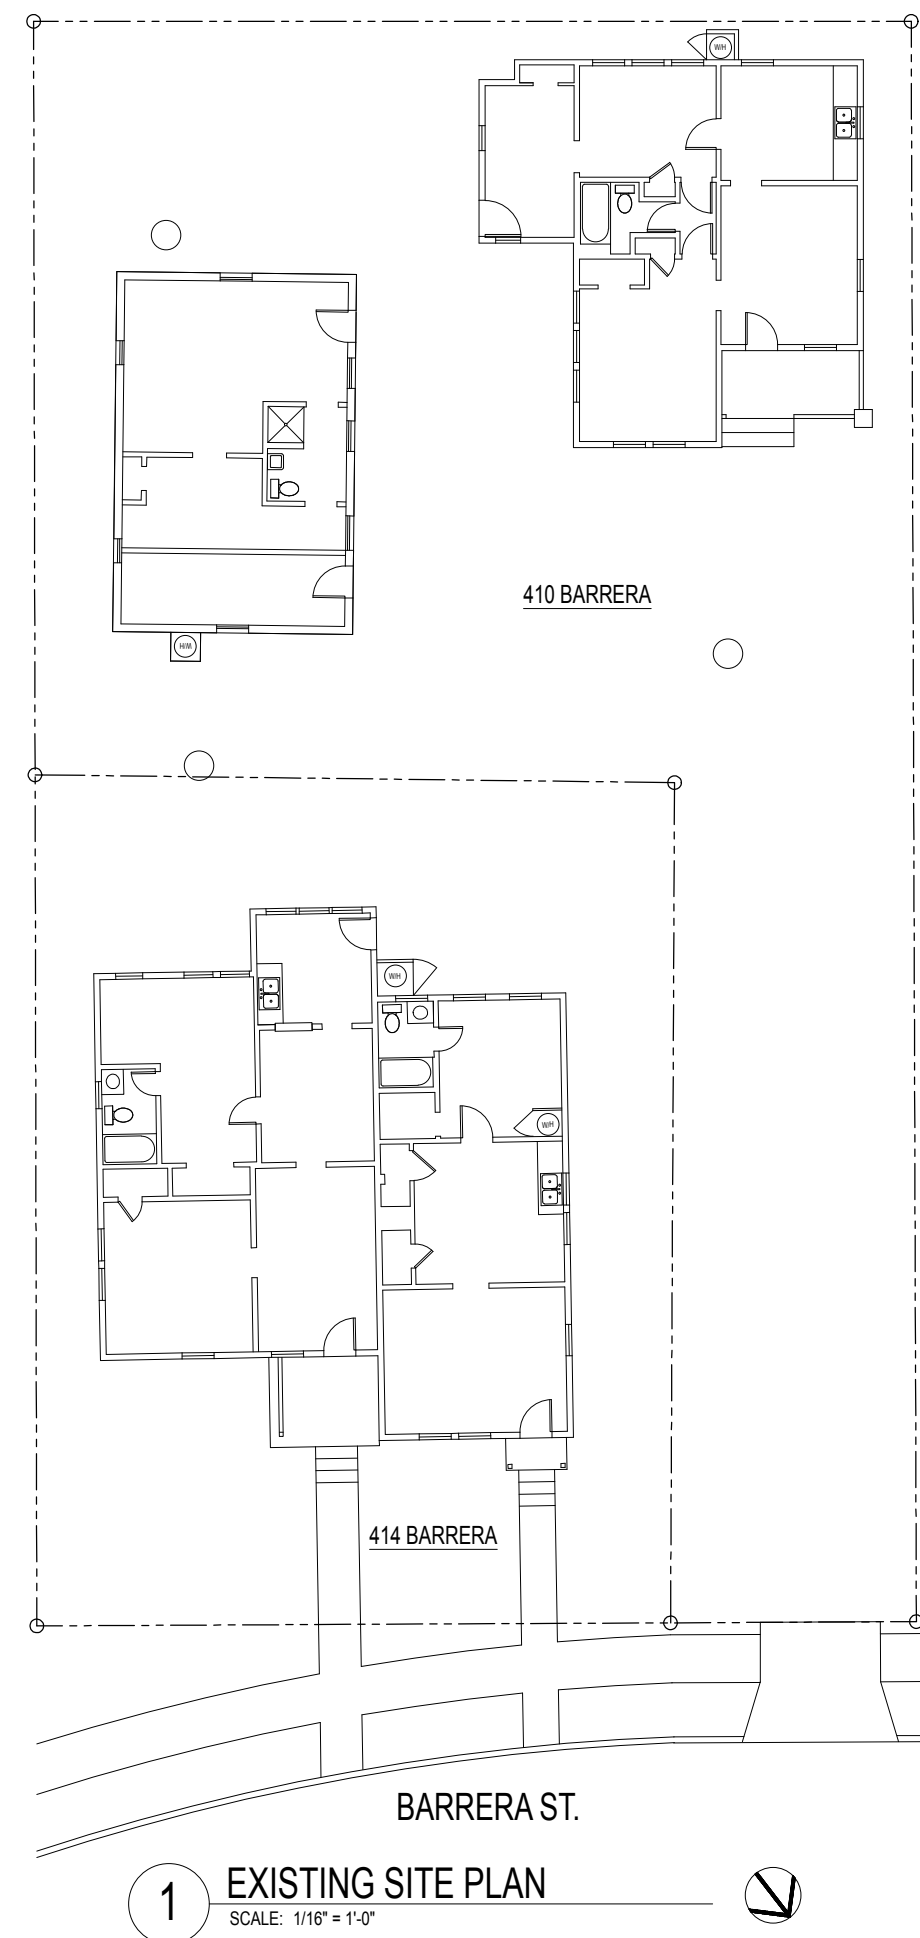 W/H
W/H
410 BARRERA
W/H
W/H
414 BARRERA
BARRERA ST.
1
EXISTING SITE PLAN
SCALE: 1/16" = 1'-0"